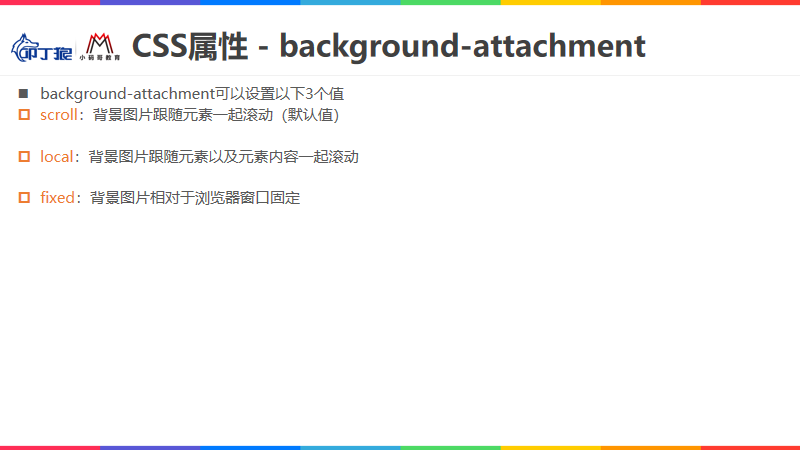 叩丁狼
小码哥教育
CSS属性 - background-attachment
background-attachment可以设置以下3个值
scroll：背景图片跟随元素一起滚动（默认值）
local：背景图片跟随元素以及元素内容一起滚动
fixed：背景图片相对于浏览器窗口固定